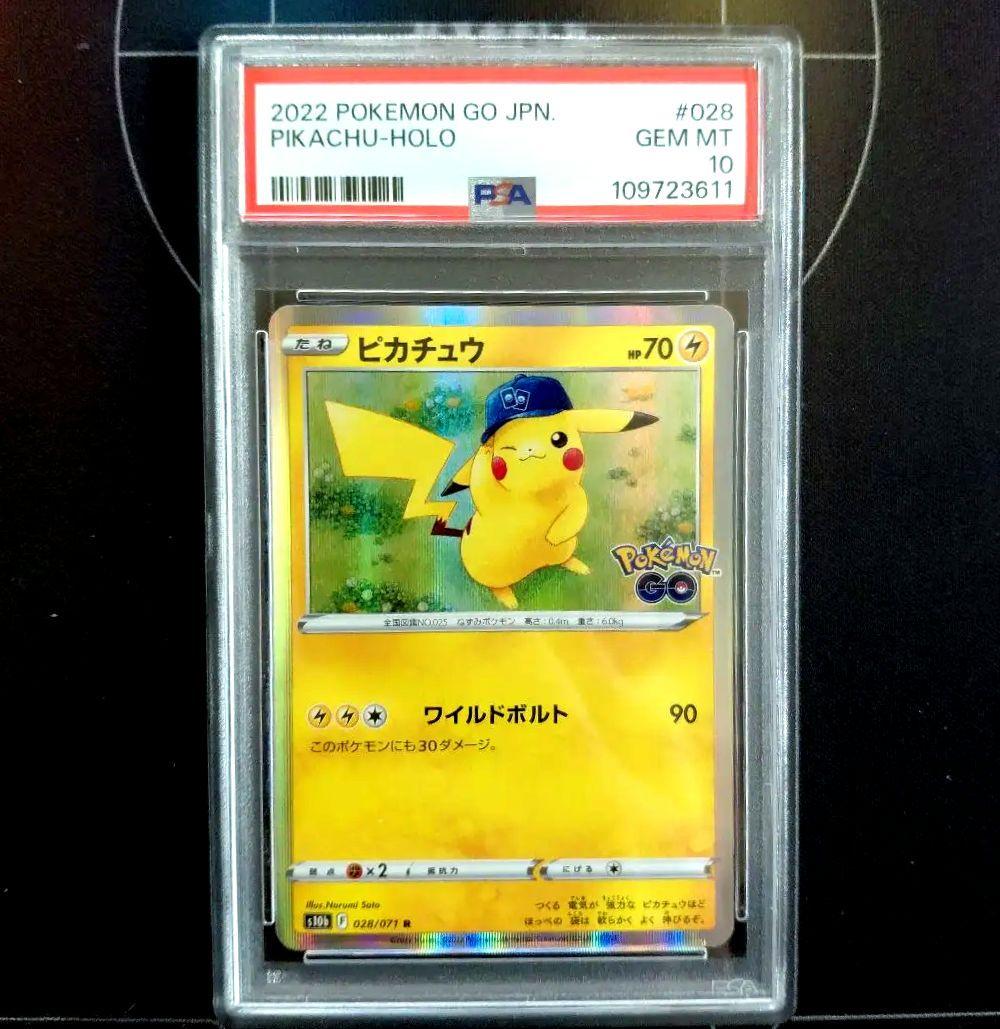 2022 POKEMON GO JPN. #028
PIKACHU-HOLO GEM MT
10
PSA 109723611
たね ピカチュウ HP70
POKéMON
GO
全国図鑑NO.025 ねずみポケモン 高さ:0.4m 重さ:6.0kg
ワイルドボルト 90
このポケモンにも30ダメージ。
弱点 ×2 抵抗力 にげる
Illus.Narumi Sato
つくる 電気が 強力な ピカチュウほど
ほっぺの 袋は 軟らかく よく 伸びるぞ。
s10b F 028/071 R